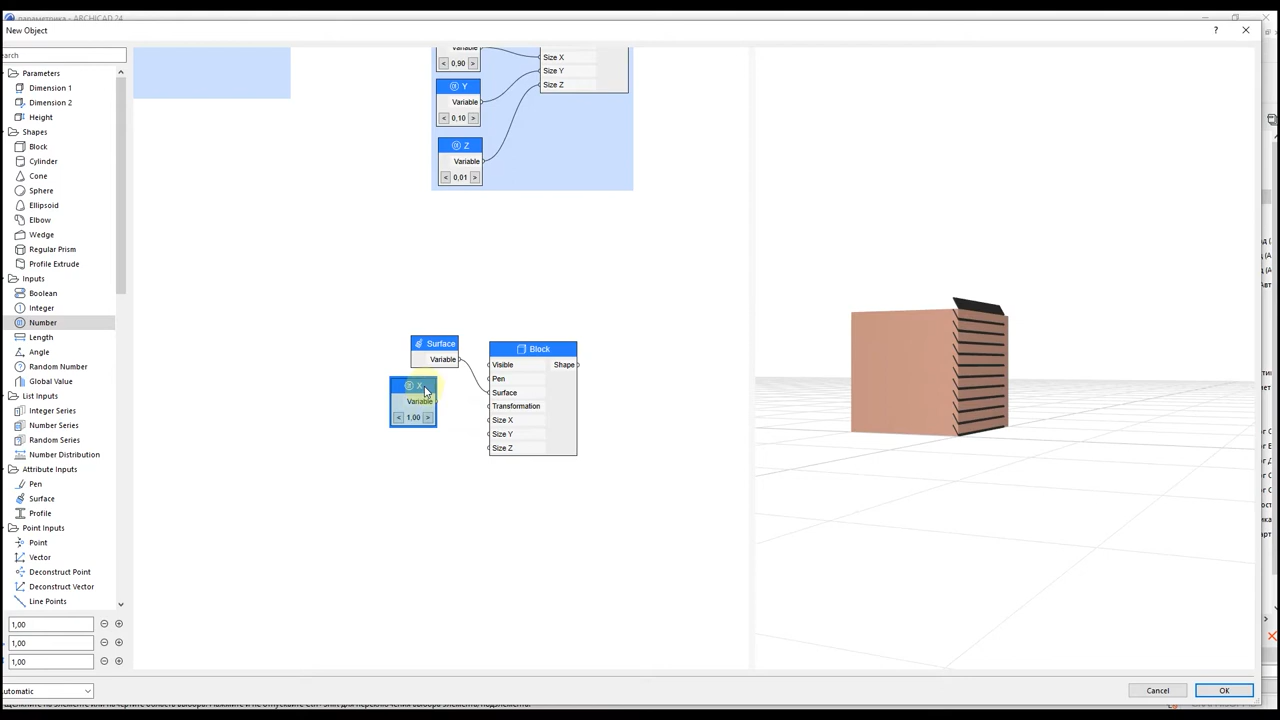 параметрика - ARCHICAD 24
New Object
earch
Parameters
Dimension 1
Dimension 2
Height
Shapes
Block
Cylinder
Cone
Sphere
Ellipsoid
Elbow
Wedge
Regular Prism
Profile Extrude
Inputs
Boolean
Integer
Number
Length
Angle
Random Number
Global Value
List Inputs
Integer Series
Number Series
Random Series
Number Distribution
Attribute Inputs
Pen
Surface
Profile
Point Inputs
Point
Vector
Deconstruct Point
Deconstruct Vector
Line Points
1,00
1,00
1,00
utomatic
Variable
< 0,90 >
Size X
Size Y
Size Z
Y
Variable
< 0,10 >
Z
Variable
< 0,01 >
Surface
Variable
X
Variable
< 1,00 >
Block
Visible
Shape
Pen
Surface
Transformation
Size X
Size Y
Size Z
Cancel
OK